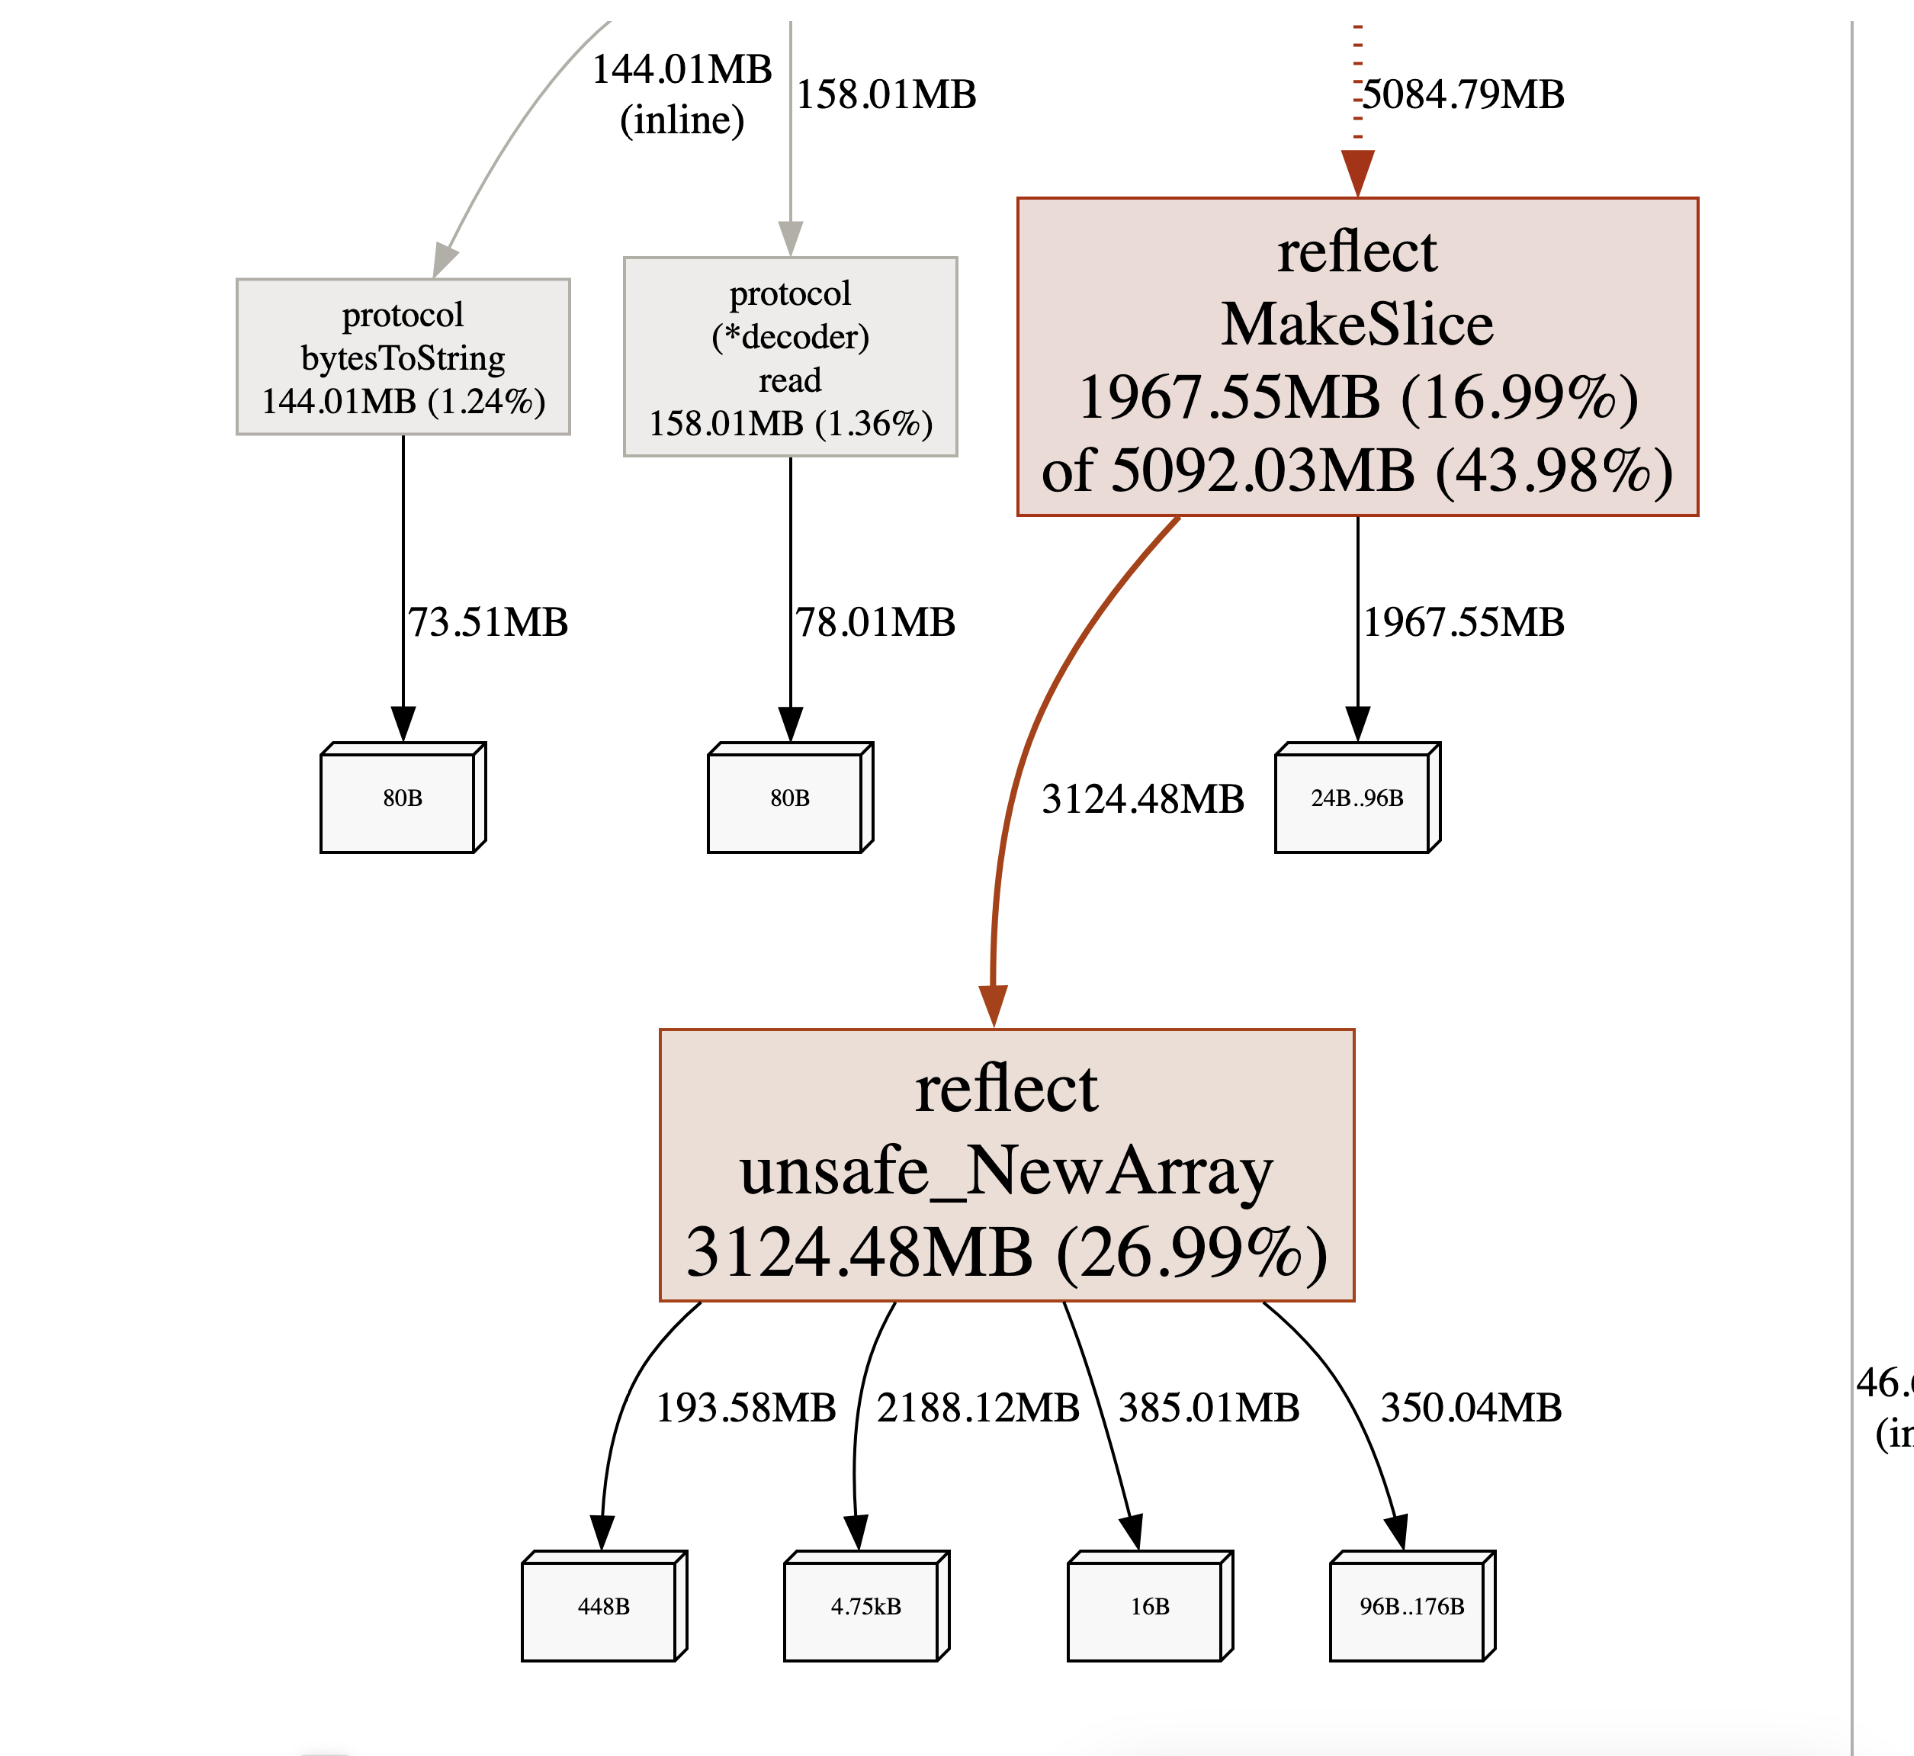 144.01MB
(inline)
158.01MB
5084.79MB
protocol
bytesToString
144.01MB (1.24%)
protocol
(*decoder)
read
158.01MB (1.36%)
reflect
MakeSlice
1967.55MB (16.99%)
of 5092.03MB (43.98%)
73.51MB
78.01MB
1967.55MB
80B
80B
3124.48MB
24B..96B
reflect
unsafe_NewArray
3124.48MB (26.99%)
193.58MB
2188.12MB
385.01MB
350.04MB
46.
(in
448B
4.75kB
16B
96B..176B